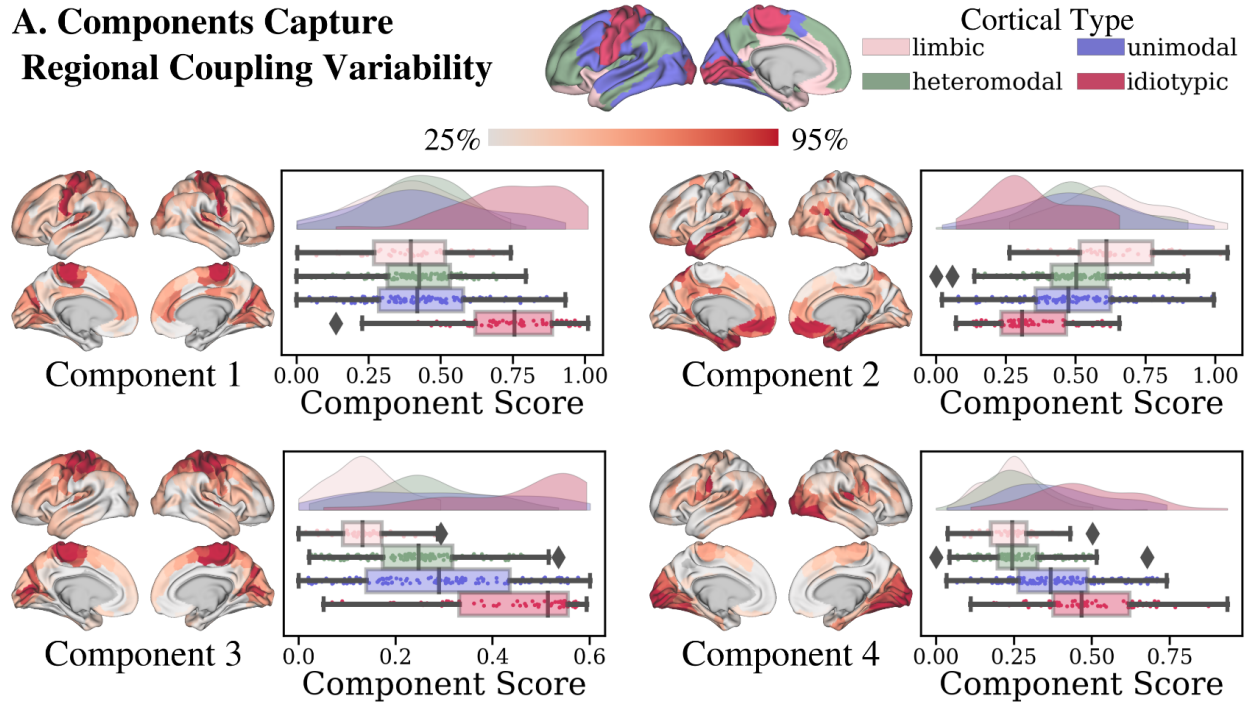 A. Components Capture
Regional Coupling Variability
Cortical Type
limbic
unimodal
heteromodal
idiotypic
25%
95%
Component 1
0.00 0.25 0.50 0.75 1.00
Component Score
Component 2
0.00 0.25 0.50 0.75 1.00
Component Score
Component 3
0.0 0.2 0.4 0.6
Component Score
Component 4
0.00 0.25 0.50 0.75
Component Score